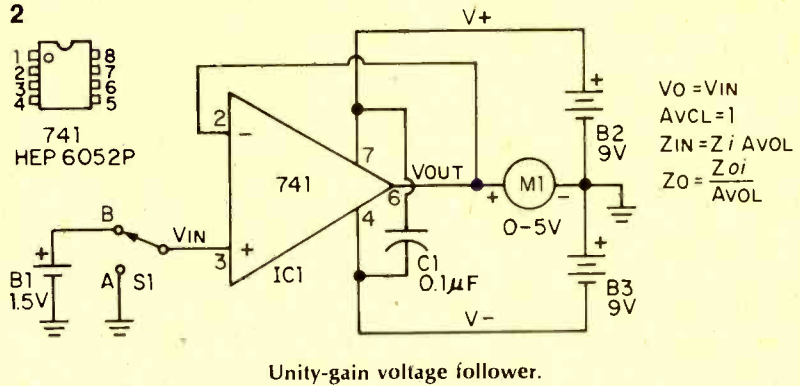 2
1 8
2 7
3 6
4 5
741
HEP 6052P
V+
2
−
741
7
VOUT
6
4
+
3
IC1
B
VIN
+
B1
1.5V
A S1
C1
0.1µF
+ M1 −
0-5V
+
B2
9V
+
B3
9V
V-
VO=VIN
AVCL=1
ZIN=Zi AVOL
ZO=Zoi
AVOL
Unity-gain voltage follower.